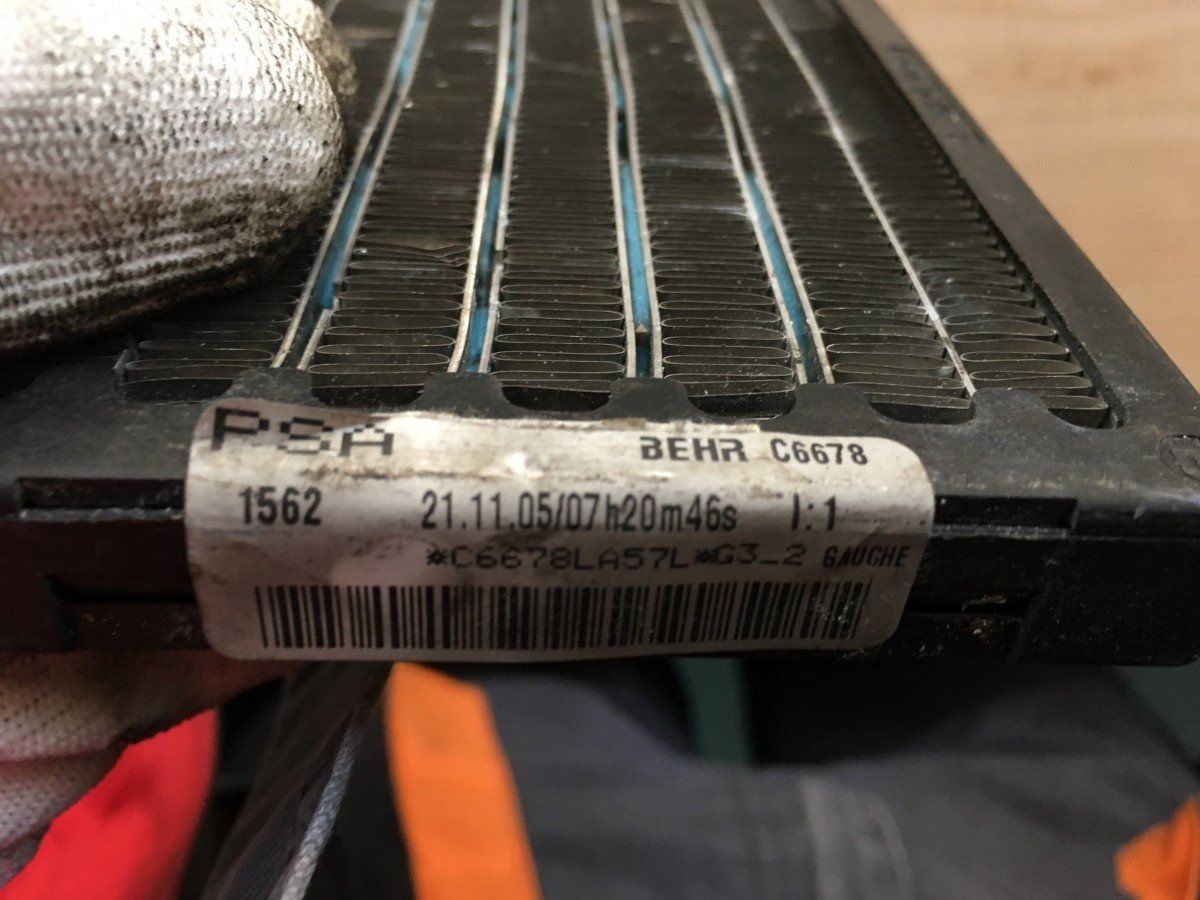 PSA
BEHR C6678
1562 21.11.05/07h20m46s I:1
*C6678LA57L*G3_2 GAUCHE